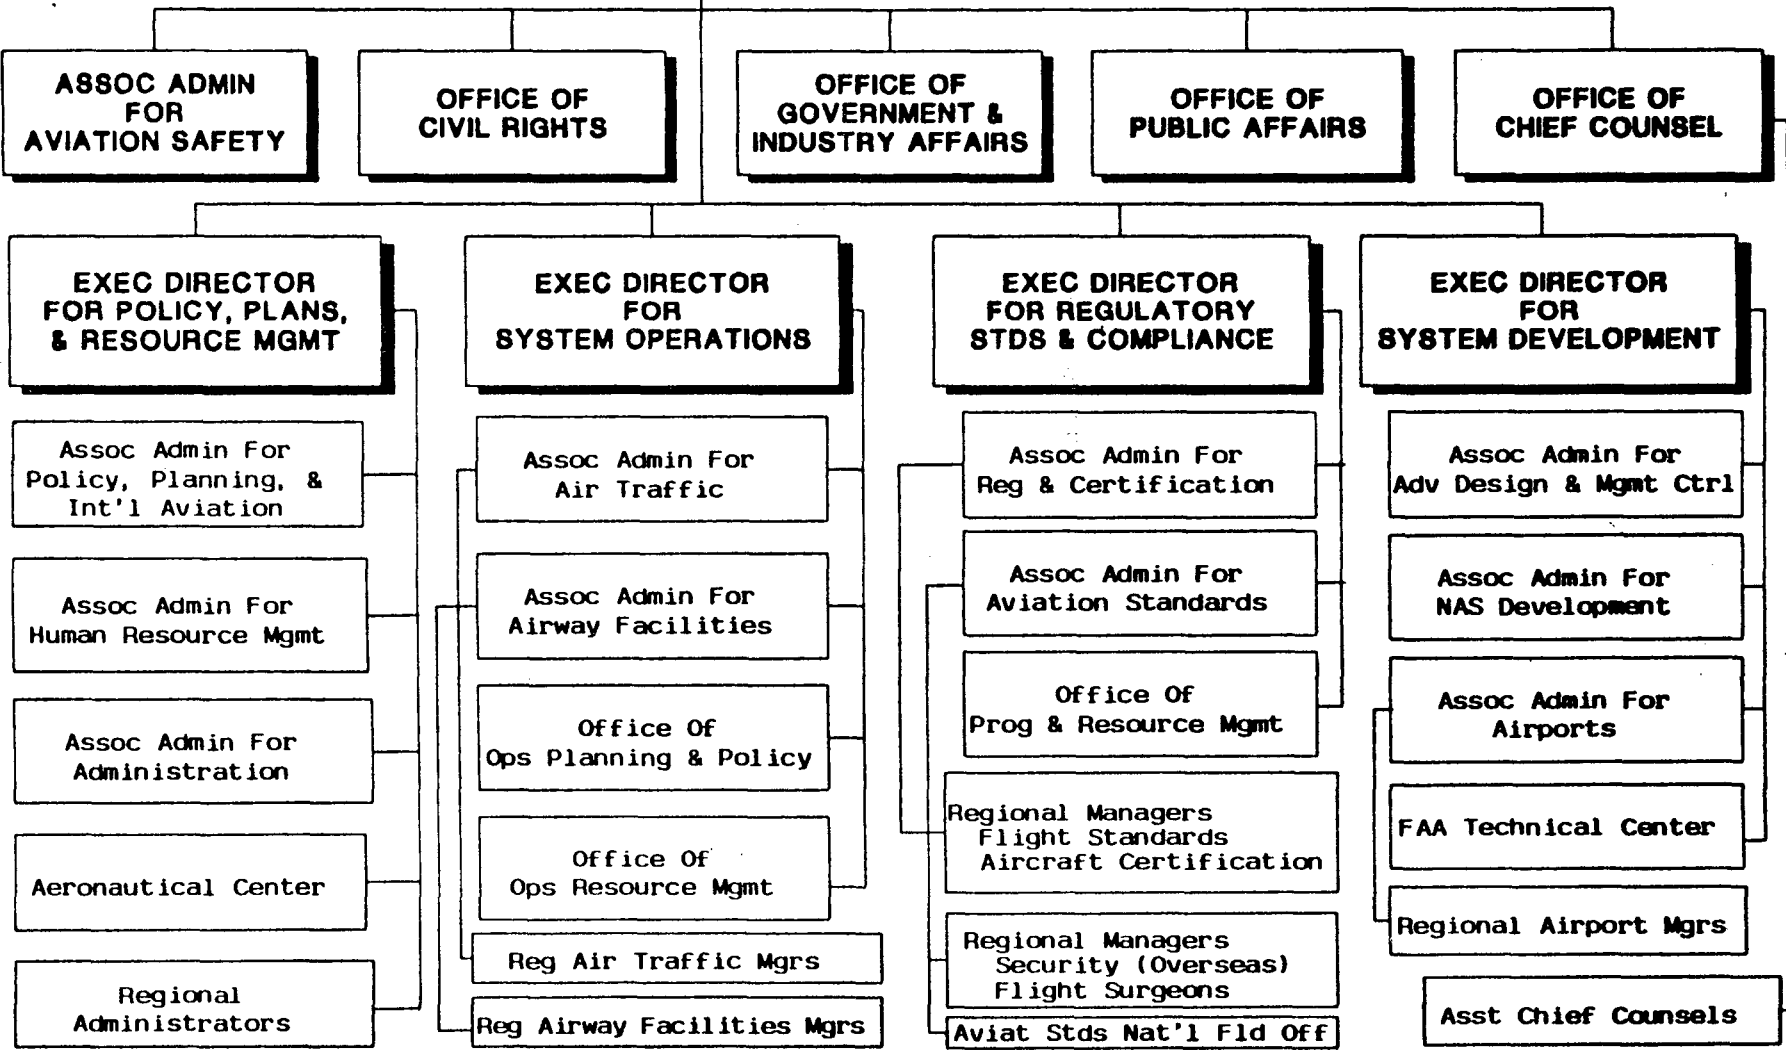 ASSOC ADMIN
FOR
AVIATION SAFETY
OFFICE OF
CIVIL RIGHTS
OFFICE OF
GOVERNMENT &
INDUSTRY AFFAIRS
OFFICE OF
PUBLIC AFFAIRS
OFFICE OF
CHIEF COUNSEL
EXEC DIRECTOR
FOR POLICY, PLANS,
& RESOURCE MGMT
Assoc Admin For
Policy, Planning, &
Int'l Aviation
Assoc Admin For
Human Resource Mgmt
Assoc Admin For
Administration
Aeronautical Center
Regional
Administrators
EXEC DIRECTOR
FOR
SYSTEM OPERATIONS
Assoc Admin For
Air Traffic
Assoc Admin For
Airway Facilities
Office Of
Ops Planning & Policy
Office Of
Ops Resource Mgmt
Reg Air Traffic Mgrs
Reg Airway Facilities Mgrs
EXEC DIRECTOR
FOR REGULATORY
STDS & COMPLIANCE
Assoc Admin For
Reg & Certification
Assoc Admin For
Aviation Standards
Office Of
Prog & Resource Mgmt
Regional Managers
Flight Standards
Aircraft Certification
Regional Managers
Security (Overseas)
Flight Surgeons
Aviat Stds Nat'l Fld Off
EXEC DIRECTOR
FOR
SYSTEM DEVELOPMENT
Assoc Admin For
Adv Design & Mgmt Ctrl
Assoc Admin For
NAS Development
Assoc Admin For
Airports
FAA Technical Center
Regional Airport Mgrs
Asst Chief Counsels